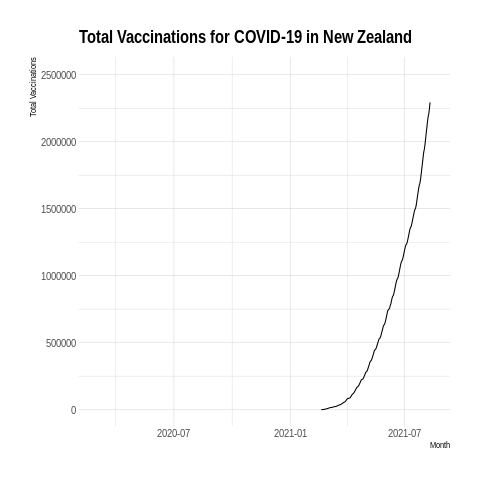 Total Vaccinations for COVID-19 in New Zealand
Total Vaccinations
2500000
2000000
1500000
1000000
500000
0
2020-07 2021-01 2021-07
Month